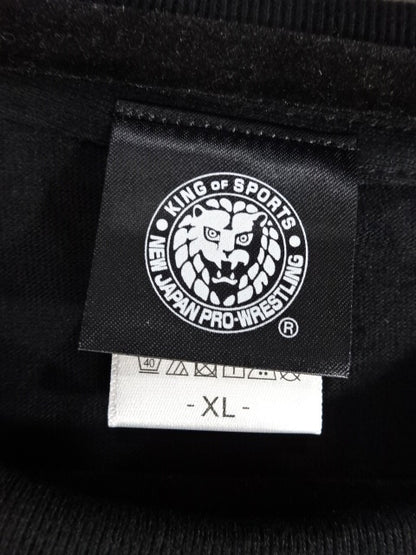 KING OF SPORTS
NEW JAPAN PRO-WRESTLING
®
40
- XL -